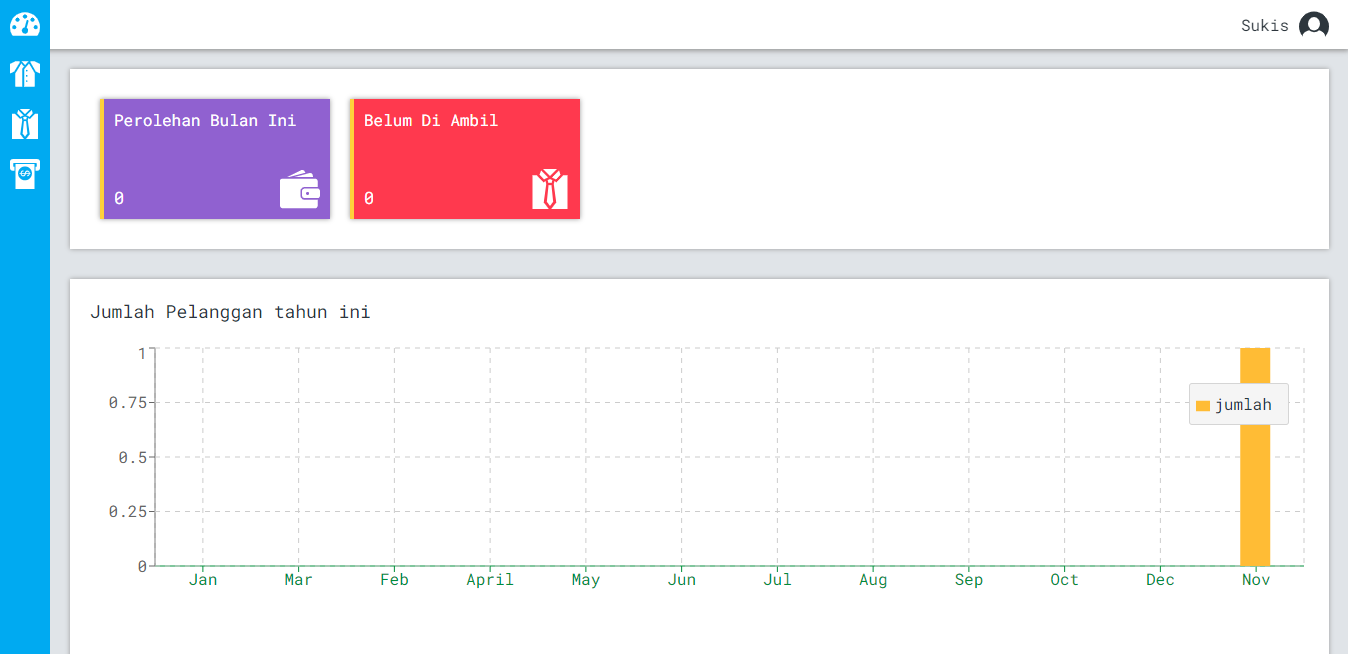 Sukis
Perolehan Bulan Ini
0
Belum Di Ambil
0
Jumlah Pelanggan tahun ini
1
0.75
0.5
0.25
0
jumlah
Jan Mar Feb April May Jun Jul Aug Sep Oct Dec Nov